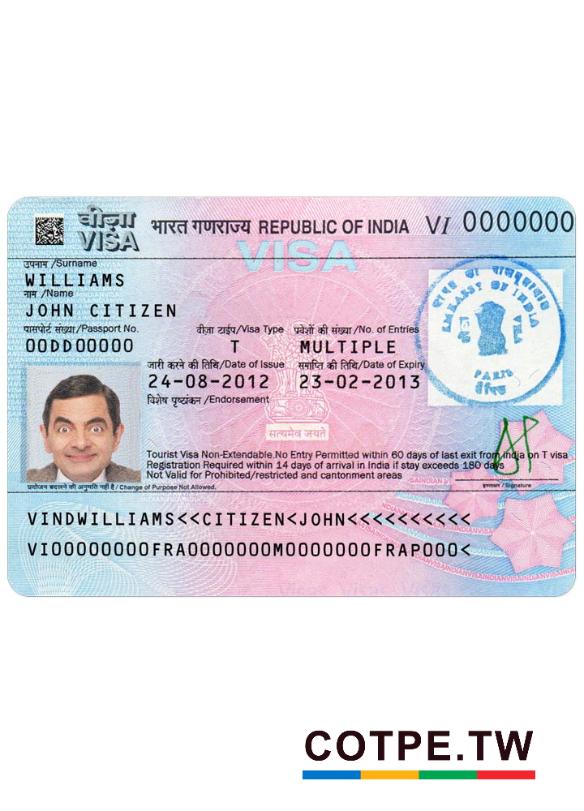 वीज़ा
VISA
भारत गणराज्य REPUBLIC OF INDIA VI 0000000
VISA
उपनाम /Surname
WILLIAMS
नाम /Name
JOHN CITIZEN
पासपोर्ट संख्या/Passport No. वीज़ा टाईप/Visa Type प्रवेशों की संख्या/No. of Entries
00DD00000 T MULTIPLE
जारी करने की तिथि/Date of Issue समाप्ति की तिथि/Date of Expiry
24-08-2012 23-02-2013
विशेष पृष्ठांकन /Endorsement
EMBASSY OF INDIA
PARIS
पैरिस
सत्यमेव जयते
Tourist Visa Non-Extendable.No Entry Permitted within 60 days of last exit from India on T visa
Registration Required within 14 days of arrival in India if stay exceeds 180 days
Not Valid for Prohibited/restricted and cantonment areas
प्रयोजन बदलने की अनुमति नहीं है / Change of Purpose Not Allowed. हस्ताक्षर /Signature
VINDWILLIAMS<<CITIZEN<JOHN<<<<<<<<<<
VI00000000FRA0000000M0000000FRAP000<
COTPE.TW